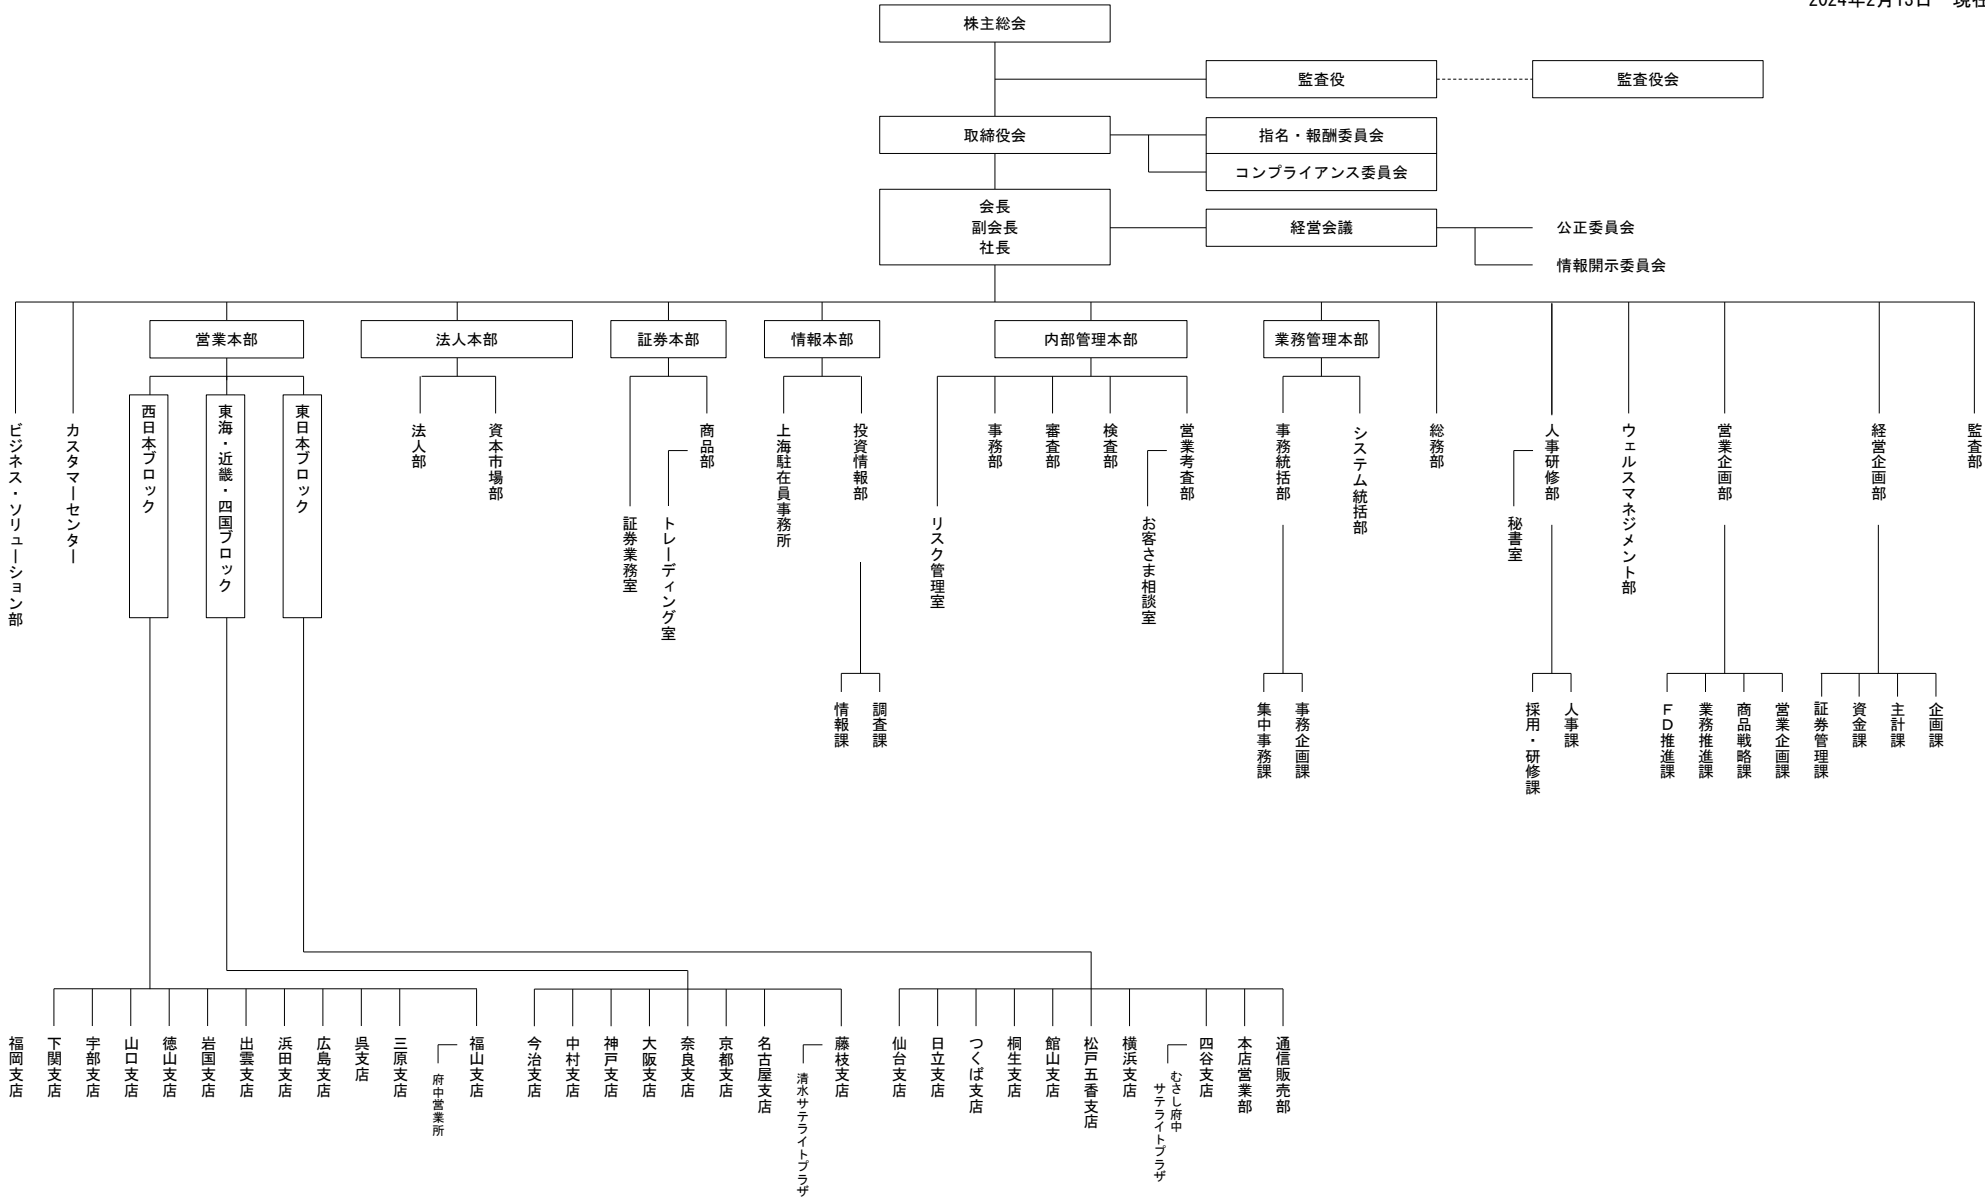 2024年2月13日　現在
株主総会
監査役
監査役会
取締役会
指名・報酬委員会
コンプライアンス委員会
会長
副会長
社長
経営会議
公正委員会
情報開示委員会
営業本部
法人本部
証券本部
情報本部
内部管理本部
業務管理本部
ビジネス・ソリューション部
カスタマーセンター
西日本ブロック
東海・近畿・四国ブロック
東日本ブロック
法人部
資本市場部
証券業務室
トレーディング室
商品部
上海駐在員事務所
投資情報部
リスク管理室
事務部
審査部
検査部
お客さま相談室
営業考査部
事務統括部
システム統括部
総務部
秘書室
人事研修部
ウェルスマネジメント部
営業企画部
経営企画部
監査部
情報課
調査課
集中事務課
事務企画課
採用・研修課
人事課
ＦＤ推進課
業務推進課
商品戦略課
営業企画課
証券管理課
資金課
主計課
企画課
福岡支店
下関支店
宇部支店
山口支店
徳山支店
岩国支店
出雲支店
浜田支店
広島支店
呉支店
三原支店
府中営業所
福山支店
今治支店
中村支店
神戸支店
大阪支店
奈良支店
京都支店
名古屋支店
清水サテライトプラザ
藤枝支店
仙台支店
日立支店
つくば支店
桐生支店
館山支店
松戸五香支店
横浜支店
むさし府中
サテライトプラザ
四谷支店
本店営業部
通信販売部